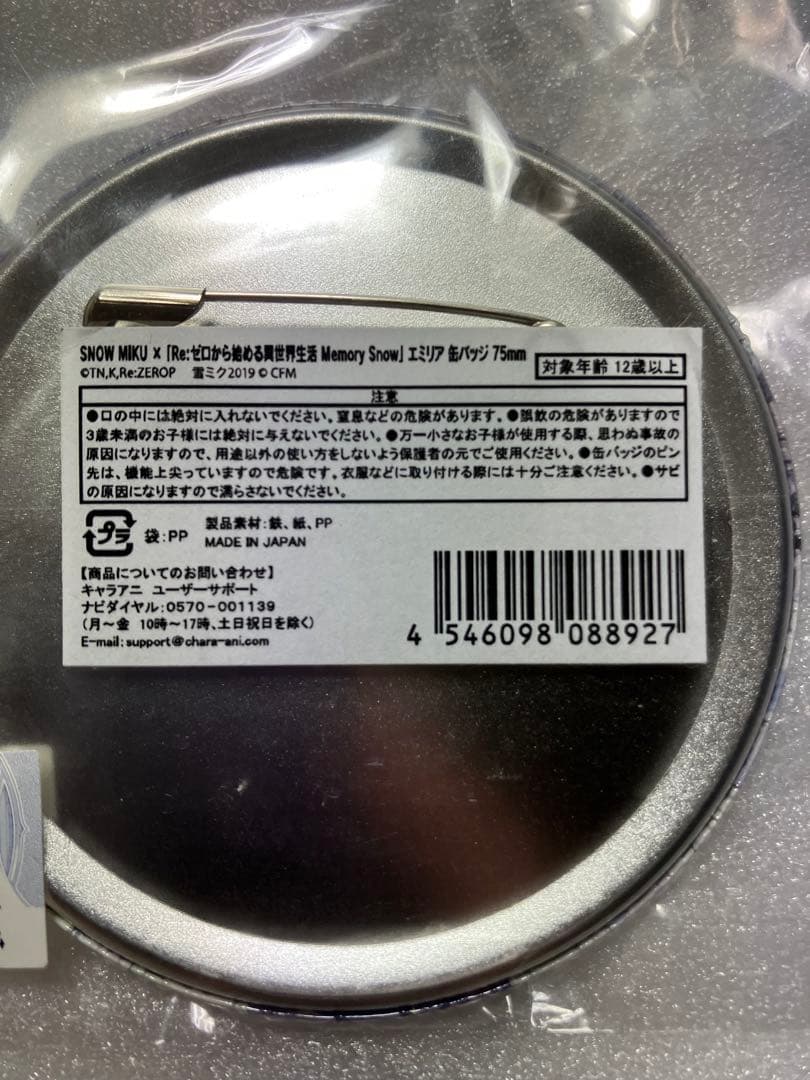 SNOW MIKU × 「Re:ゼロから始める異世界生活 Memory Snow」 エミリア 缶バッジ 75mm
©TN,K,Re:ZEROP 雪ミク2019 © CFM
対象年齢 12歳以上
注意
●口の中には絶対に入れないでください。窒息などの危険があります。●誤飲の危険がありますので
3歳未満のお子様には絶対に与えないでください。●万一小さなお子様が使用する際、思わぬ事故の
原因になりますので、用途以外の使い方をしないよう保護者の元でご使用ください。●缶バッジのピン
先は、機能上尖っていますので危険です。衣服などに取り付ける際には十分ご注意ください。●サビ
の原因になりますので濡らさないでください。
プラ
袋:PP
製品素材:鉄、紙、PP
MADE IN JAPAN
【商品についてのお問い合わせ】
キャラアニ ユーザーサポート
ナビダイヤル:0570-001139
(月〜金 10時〜17時、土日祝日を除く)
E-mail:support@chara-ani.com
4 546098 088927